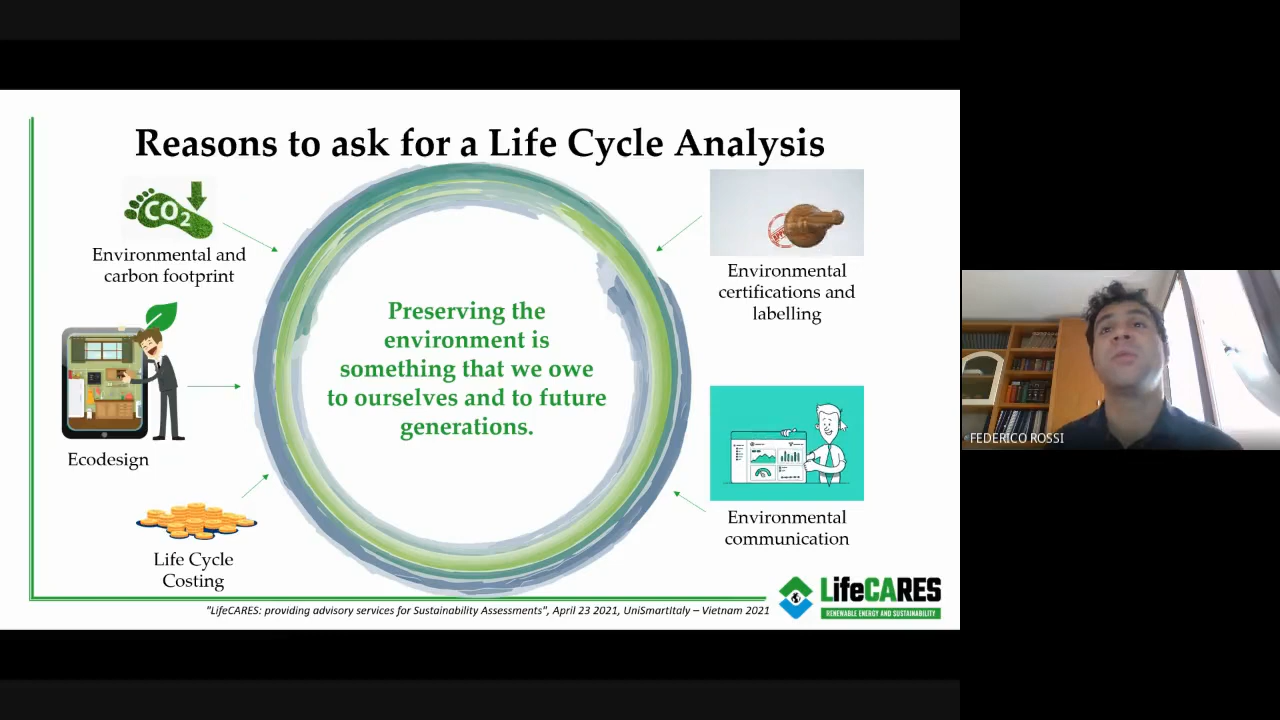 Reasons to ask for a Life Cycle Analysis
CO2
Environmental and
carbon footprint
Ecodesign
Life Cycle
Costing
Preserving the
environment is
something that we owe
to ourselves and to future
generations.
Environmental
certifications and
labelling
Environmental
communication
"LifeCARES: providing advisory services for Sustainability Assessments", April 23 2021, UniSmartItaly – Vietnam 2021
LifeCARES
RENEWABLE ENERGY AND SUSTAINABILITY
FEDERICO ROSSI